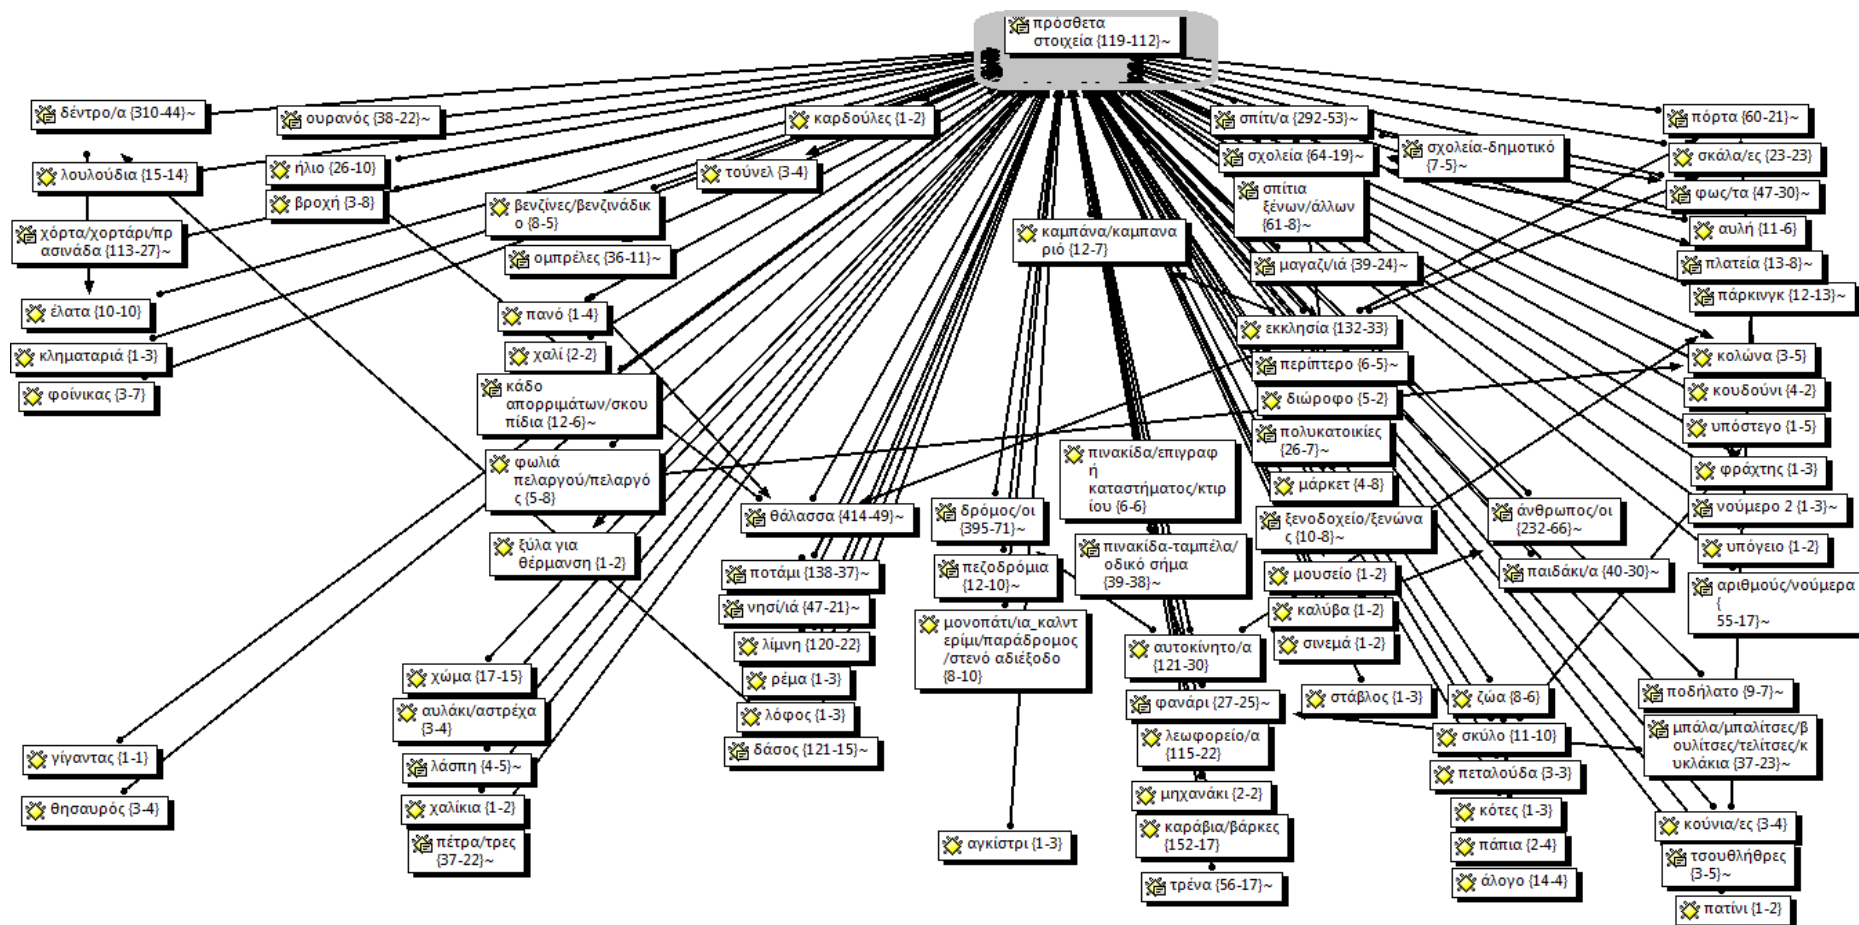 πρόσθετα
στοιχεία {119-112}~
δέντρο/α {310-44}~
λουλούδια {15-14}
χόρτα/χορτάρι/πρ
ασινάδα {113-27}~
έλατα {10-10}
κληματαριά {1-3}
φοίνικας {3-7}
γίγαντας {1-1}
θησαυρός {3-4}
ουρανός {38-22}~
ήλιο {26-10}
βροχή {3-8}
καρδούλες {1-2}
τούνελ {3-4}
βενζίνες/βενζινάδικ
ο {8-5}
ομπρέλες {36-11}~
πανό {1-4}
χαλί {2-2}
κάδο
απορριμάτων/σκου
πίδια {12-6}~
φωλιά
πελαργού/πελαργό
ς {5-8}
ξύλα για
θέρμανση {1-2}
χώμα {17-15}
αυλάκι/αστρέχα
{3-4}
λάσπη {4-5}~
χαλίκια {1-2}
πέτρα/τρες
{37-22}~
θάλασσα {414-49}~
ποτάμι {138-37}~
νησί/ιά {47-21}~
λίμνη {120-22}
ρέμα {1-3}
λόφος {1-3}
δάσος {121-15}~
καμπάνα/καμπανα
ριό {12-7}
δρόμος/οι
{395-71}~
πεζοδρόμια
{12-10}~
μονοπάτι/ια_καλντ
ερίμι/παράδρομος
/στενό αδιέξοδο
{8-10}
αγκίστρι {1-3}
πινακίδα/επιγραφ
ή
καταστήματος/κτιρ
ίου {6-6}
πινακίδα-ταμπέλα/
οδικό σήμα
{39-38}~
αυτοκίνητο/α
{121-30}
φανάρι {27-25}~
λεωφορείο/α
{115-22}
μηχανάκι {2-2}
καράβια/βάρκες
{152-17}
τρένα {56-17}~
σπίτι/α {292-53}~
σχολεία {64-19}~
σχολεία-δημοτικό
{7-5}~
σπίτια
ξένων/άλλων
{61-8}~
μαγαζι/ιά {39-24}~
εκκλησία {132-33}
περίπτερο {6-5}~
διώροφο {5-2}
πολυκατοικίες
{26-7}~
μάρκετ {4-8}
ξενοδοχείο/ξενώνα
ς {10-8}~
μουσείο {1-2}
καλύβα {1-2}
σινεμά {1-2}
στάβλος {1-3}
άνθρωπος/οι
{232-66}~
παιδάκι/α {40-30}~
ζώα {8-6}
σκύλο {11-10}
πεταλούδα {3-3}
κότες {1-3}
πάπια {2-4}
άλογο {14-4}
πόρτα {60-21}~
σκάλα/ες {23-23}
φως/τα {47-30}~
αυλή {11-6}
πλατεία {13-8}~
πάρκινγκ {12-13}~
κολώνα {3-5}~
κουδούνι {4-2}
υπόστεγο {1-5}
φράχτης {1-3}
νούμερο 2 {1-3}~
υπόγειο {1-2}
αριθμούς/νούμερα
{
55-17}~
ποδήλατο {9-7}~
μπάλα/μπαλίτσες/β
ουλίτσες/τελίτσες/κ
υκλάκια {37-23}~
κούνια/ες {3-4}
τσουθλήθρες
{3-5}~
πατίνι {1-2}